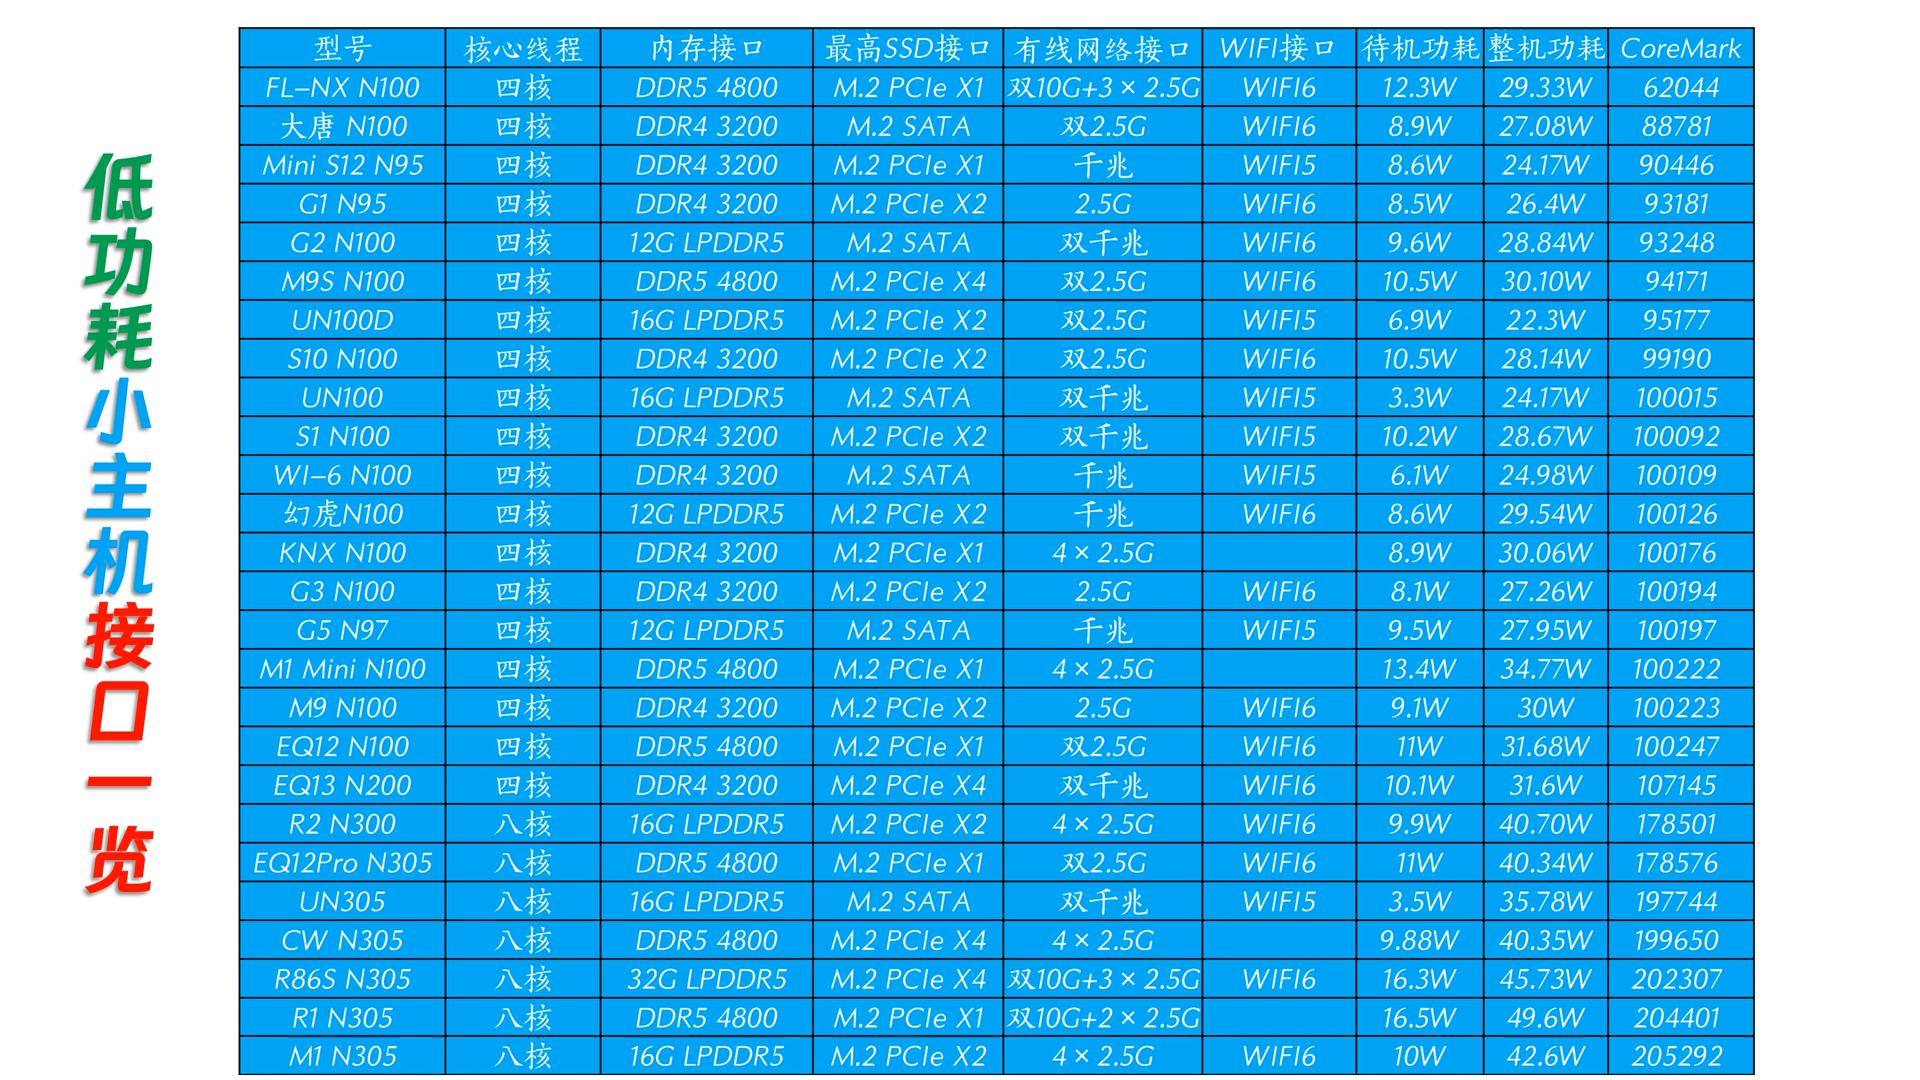 低功耗小主机接口一览
型号 核心线程 内存接口 最高SSD接口 有线网络接口 WIFI接口 待机功耗 整机功耗 CoreMark
FL-NX N100 四核 DDR5 4800 M.2 PCIe X1 双10G+3×2.5G WIFI6 12.3W 29.33W 62044
大唐 N100 四核 DDR4 3200 M.2 SATA 双2.5G WIFI6 8.9W 27.08W 88781
Mini S12 N95 四核 DDR4 3200 M.2 PCIe X1 千兆 WIFI5 8.6W 24.17W 90446
G1 N95 四核 DDR4 3200 M.2 PCIe X2 2.5G WIFI6 8.5W 26.4W 93181
G2 N100 四核 12G LPDDR5 M.2 SATA 双千兆 WIFI6 9.6W 28.84W 93248
M9S N100 四核 DDR5 4800 M.2 PCIe X4 双2.5G WIFI6 10.5W 30.10W 94171
UN100D 四核 16G LPDDR5 M.2 PCIe X2 双2.5G WIFI5 6.9W 22.3W 95177
S10 N100 四核 DDR4 3200 M.2 PCIe X2 双2.5G WIFI6 10.5W 28.14W 99190
UN100 四核 16G LPDDR5 M.2 SATA 双千兆 WIFI5 3.3W 24.17W 100015
S1 N100 四核 DDR4 3200 M.2 PCIe X2 双千兆 WIFI5 10.2W 28.67W 100092
WI-6 N100 四核 DDR4 3200 M.2 SATA 千兆 WIFI5 6.1W 24.98W 100109
幻虎N100 四核 12G LPDDR5 M.2 PCIe X2 千兆 WIFI6 8.6W 29.54W 100126
KNX N100 四核 DDR4 3200 M.2 PCIe X1 4×2.5G 8.9W 30.06W 100176
G3 N100 四核 DDR4 3200 M.2 PCIe X2 2.5G WIFI6 8.1W 27.26W 100194
G5 N97 四核 12G LPDDR5 M.2 SATA 千兆 WIFI5 9.5W 27.95W 100197
M1 Mini N100 四核 DDR5 4800 M.2 PCIe X1 4×2.5G 13.4W 34.77W 100222
M9 N100 四核 DDR4 3200 M.2 PCIe X2 2.5G WIFI6 9.1W 30W 100223
EQ12 N100 四核 DDR5 4800 M.2 PCIe X1 双2.5G WIFI6 11W 31.68W 100247
EQ13 N200 四核 DDR4 3200 M.2 PCIe X4 双千兆 WIFI6 10.1W 31.6W 107145
R2 N300 八核 16G LPDDR5 M.2 PCIe X2 4×2.5G WIFI6 9.9W 40.70W 178501
EQ12Pro N305 八核 DDR5 4800 M.2 PCIe X1 双2.5G WIFI6 11W 40.34W 178576
UN305 八核 16G LPDDR5 M.2 SATA 双千兆 WIFI5 3.5W 35.78W 197744
CW N305 八核 DDR5 4800 M.2 PCIe X4 4×2.5G 9.88W 40.35W 199650
R86S N305 八核 32G LPDDR5 M.2 PCIe X4 双10G+3×2.5G WIFI6 16.3W 45.73W 202307
R1 N305 八核 DDR5 4800 M.2 PCIe X1 双10G+2×2.5G 16.5W 49.6W 204401
M1 N305 八核 16G LPDDR5 M.2 PCIe X2 4×2.5G WIFI6 10W 42.6W 205292